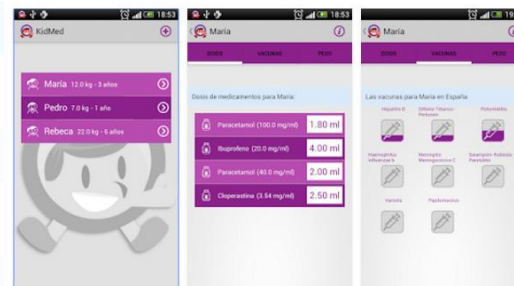 18:53
KidMed
María 12.0 kg - 3 años
Pedro 7.0 kg - 1 año
Rebeca 22.0 kg - 6 años
18:53
María
DOSIS VACUNAS PESO
Dosis de medicamentos para María:
Paracetamol (100.0 mg/ml) 1.80 ml
Ibuprofeno (20.0 mg/ml) 4.00 ml
Paracetamol (40.0 mg/ml) 2.00 ml
Cloperastina (3.54 mg/ml) 2.50 ml
María
DOSIS VACUNAS PESO
Las vacunas para María en España
Hepatitis B Difteria-Tétanos- Poliomielitis
Pertussis
Haemophilus Meningitis Sarampión-Rubéola-
influenzae b Meningococica C Parotiditis
Varicela Papilomavirus